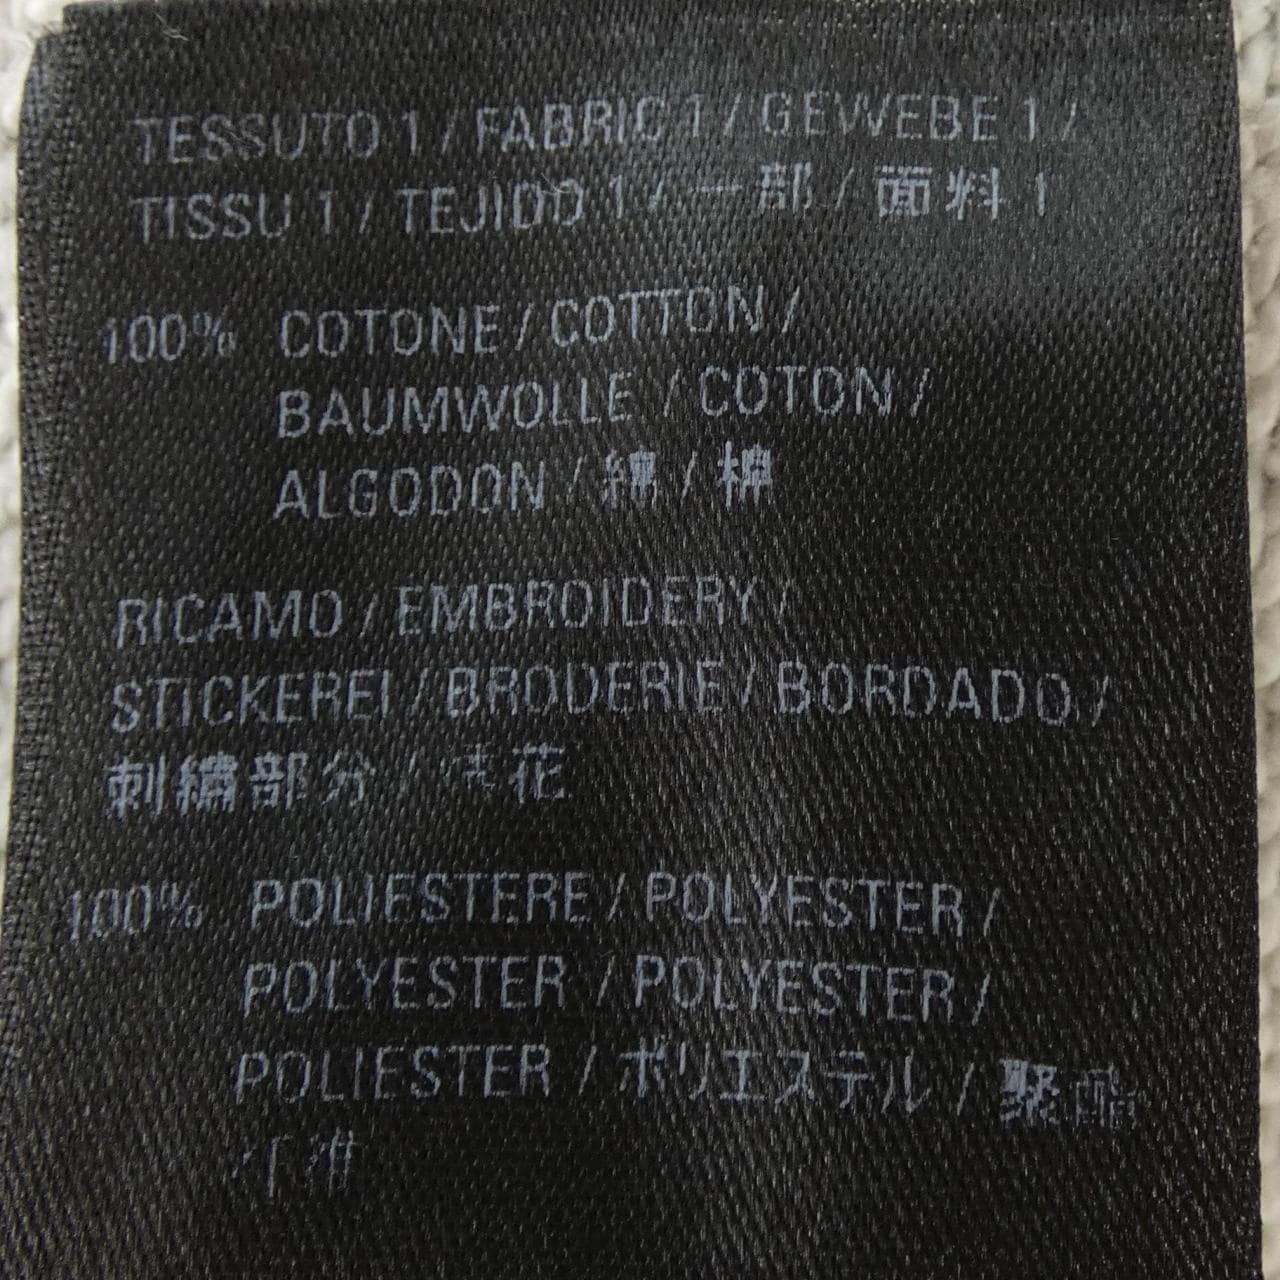 TESSUTO 1 / FABRIC 1 / GEWEBE 1 /
TISSU 1 / TEJIDO 1 / 一部 / 面料 1
100% COTONE / COTTON /
BAUMWOLLE / COTON /
ALGODON / 綿 / 棉
RICAMO / EMBROIDERY /
STICKEREI / BRODERIE / BORDADO /
刺繍部分 / 绣花
100% POLIESTERE / POLYESTER /
POLYESTER / POLYESTER /
POLIESTER / ポリエステル / 聚酯
纤维